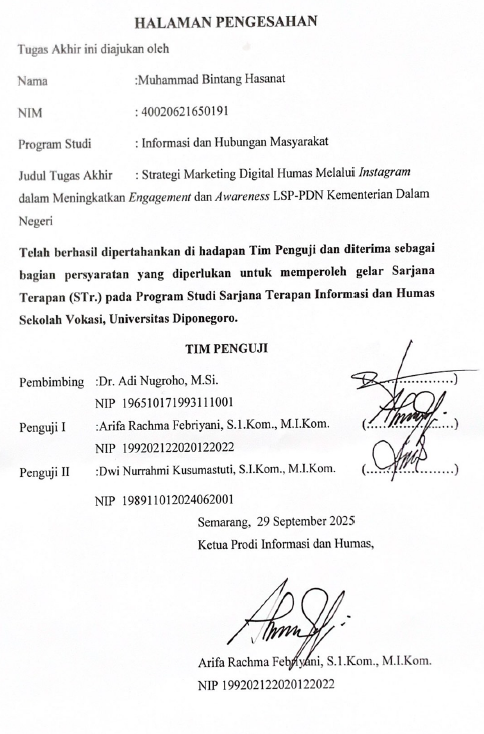 HALAMAN PENGESAHAN
Tugas Akhir ini diajukan oleh
Nama :Muhammad Bintang Hasanat
NIM : 40020621650191
Program Studi : Informasi dan Hubungan Masyarakat
Judul Tugas Akhir : Strategi Marketing Digital Humas Melalui Instagram
dalam Meningkatkan Engagement dan Awareness LSP-PDN Kementerian Dalam
Negeri
Telah berhasil dipertahankan di hadapan Tim Penguji dan diterima sebagai
bagian persyaratan yang diperlukan untuk memperoleh gelar Sarjana
Terapan (STr.) pada Program Studi Sarjana Terapan Informasi dan Humas
Sekolah Vokasi, Universitas Diponegoro.
TIM PENGUJI
Pembimbing :Dr. Adi Nugroho, M.Si. (....................)
NIP 196510171993111001
Penguji I :Arifa Rachma Febriyani, S.1.Kom., M.I.Kom. (....................)
NIP 199202122020122022
Penguji II :Dwi Nurrahmi Kusumastuti, S.I.Kom., M.I.Kom. (....................)
NIP 198911012024062001
Semarang, 29 September 2025
Ketua Prodi Informasi dan Humas,
Arifa Rachma Febriyani, S.1.Kom., M.I.Kom.
NIP 199202122020122022